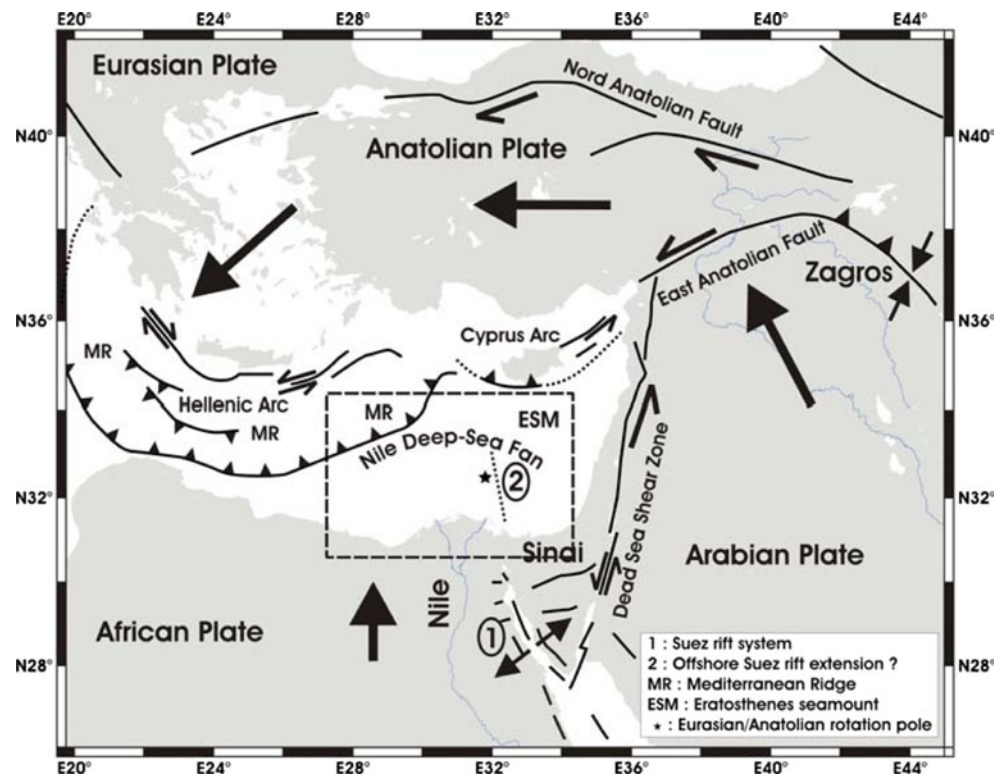 E20° E24° E28° E32° E36° E40° E44°
Eurasian Plate
Nord Anatolian Fault
N40° N40°
Anatolian Plate
East Anatolian Fault
Zagros
N36° N36°
Cyprus Arc
MR
Hellenic Arc
MR
MR
ESM
Nile Deep-Sea Fan
2
N32° N32°
Dead Sea Shear Zone
Sindi
Arabian Plate
Nile
African Plate
1
N28° N28°
1 : Suez rift system
2 : Offshore Suez rift extension ?
MR : Mediterranean Ridge
ESM : Eratosthenes seamount
★ : Eurasian/Anatolian rotation pole
E20° E24° E28° E32° E36° E40° E44°